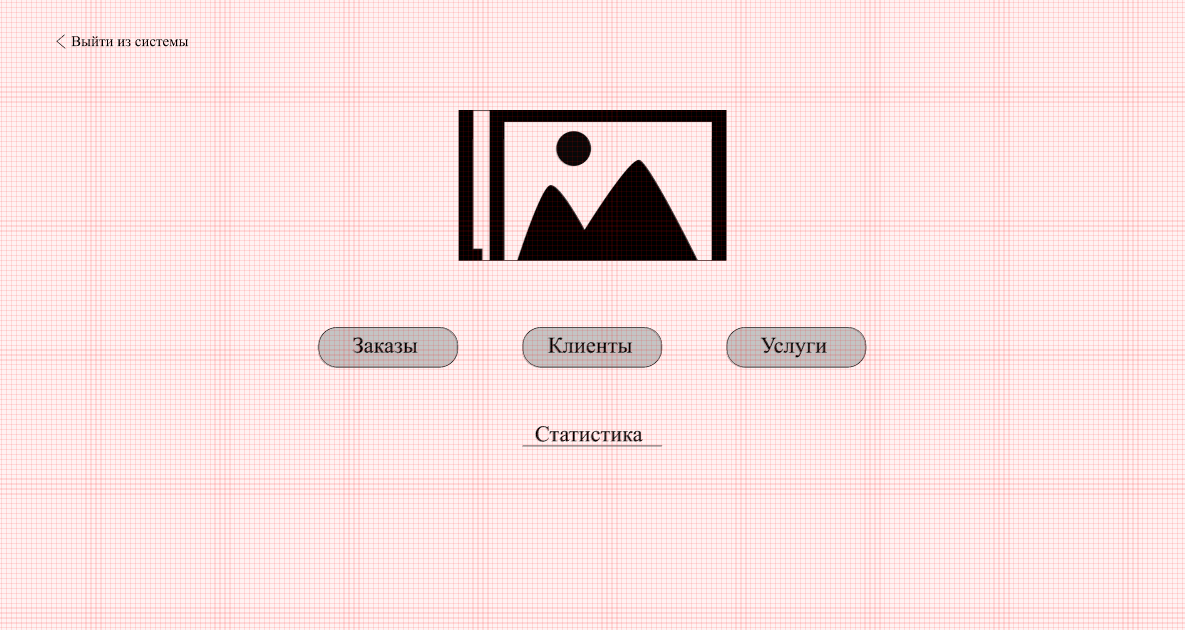 Выйти из системы
Заказы
Клиенты
Услуги
Статистика